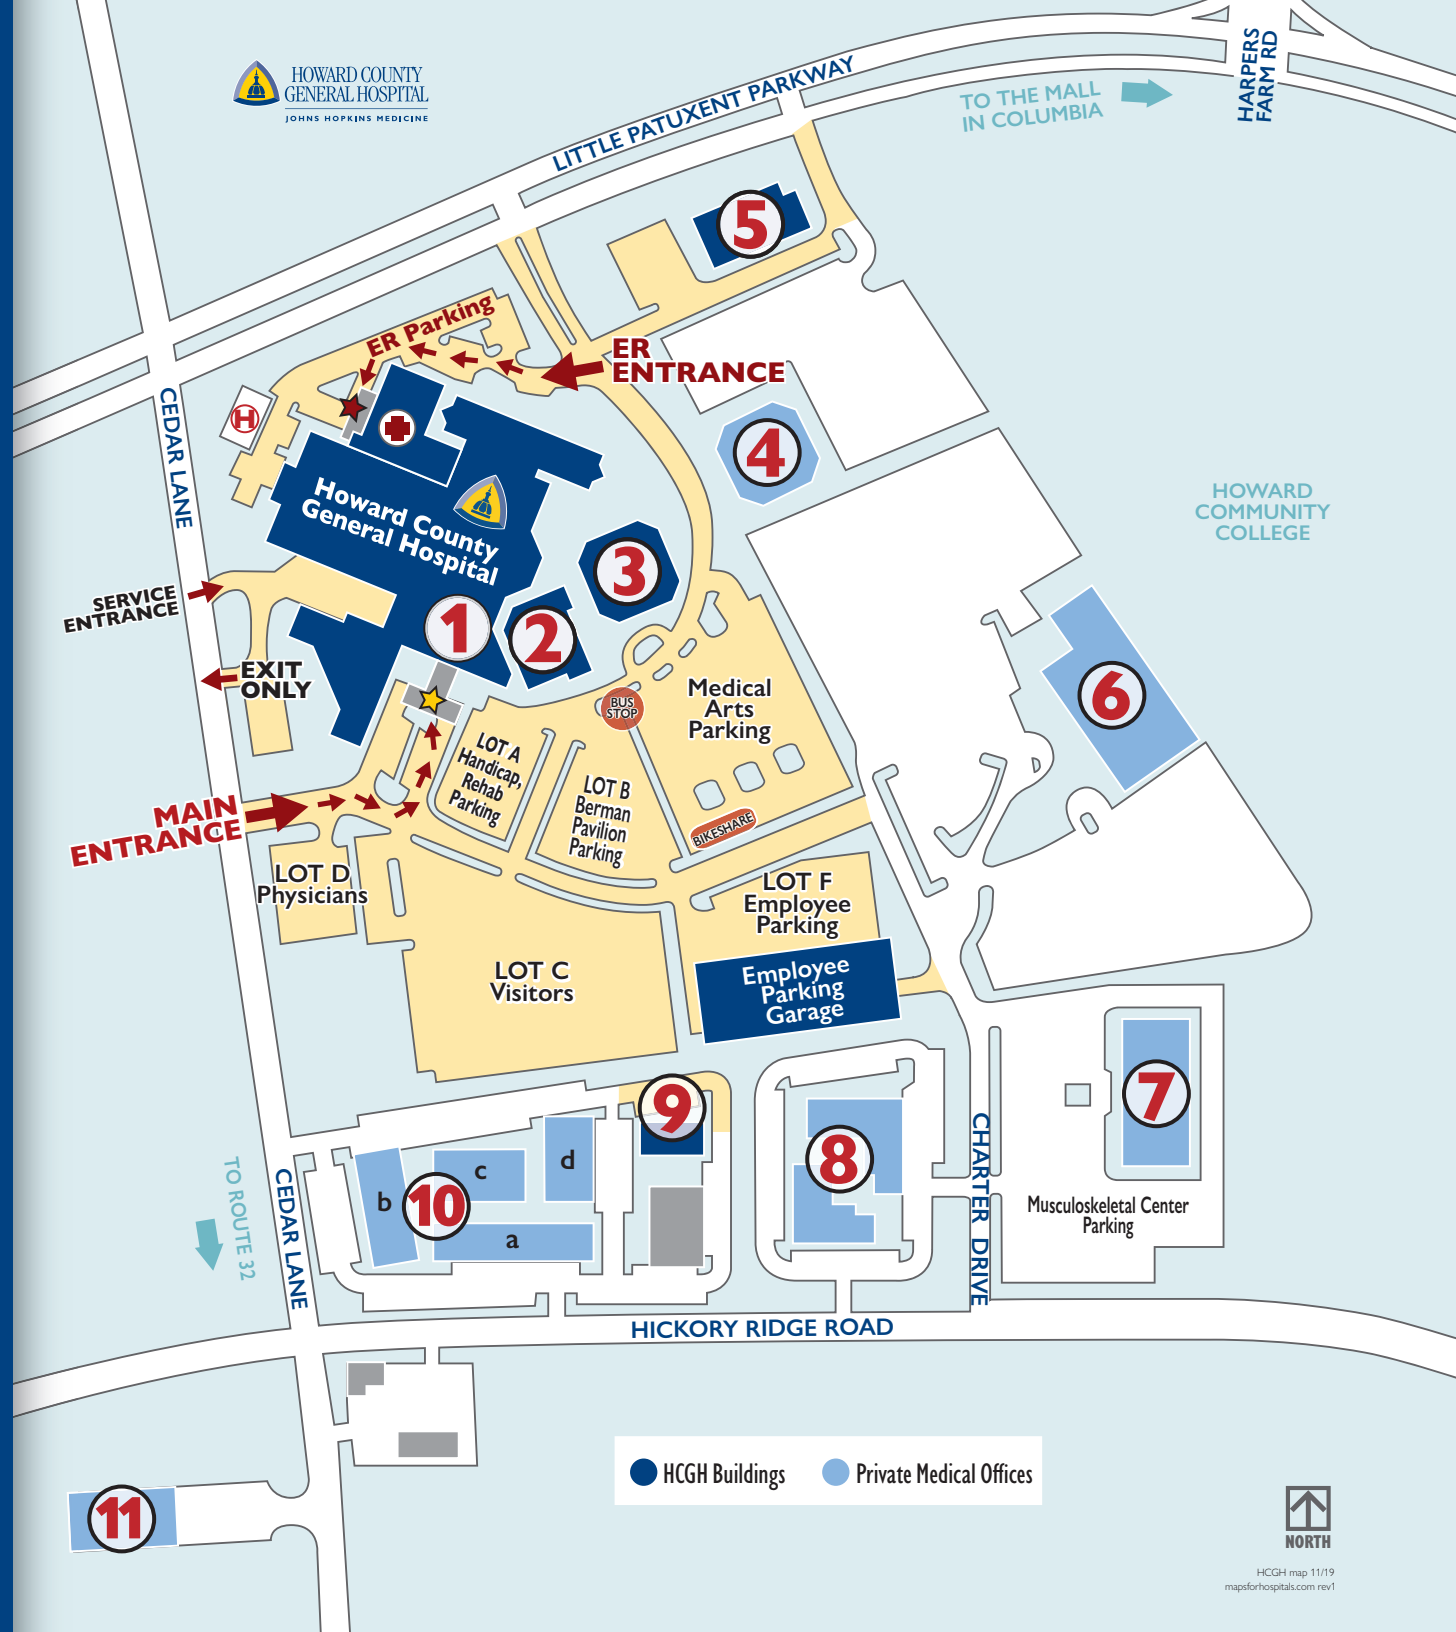 HOWARD COUNTY
GENERAL HOSPITAL
JOHNS HOPKINS MEDICINE
LITTLE PATUXENT PARKWAY
TO THE MALL
IN COLUMBIA
HARPERS
FARM RD
5
ER Parking
ER
ENTRANCE
H
CEDAR LANE
4
Howard County
General Hospital
HOWARD
COMMUNITY
COLLEGE
3
SERVICE
ENTRANCE
1
2
EXIT
ONLY
6
BUS
STOP
Medical
Arts
Parking
LOT A
Handicap,
Rehab
Parking
LOT B
Berman
Pavilion
Parking
BIKESHARE
MAIN
ENTRANCE
LOT D
Physicians
LOT F
Employee
Parking
LOT C
Visitors
Employee
Parking
Garage
7
9
8
CHARTER DRIVE
10
a
b
c
d
Musculoskeletal Center
Parking
TO ROUTE 32
CEDAR LANE
HICKORY RIDGE ROAD
HCGH Buildings
Private Medical Offices
11
NORTH
HCGH map 11/19
mapsforhospitals.com rev1